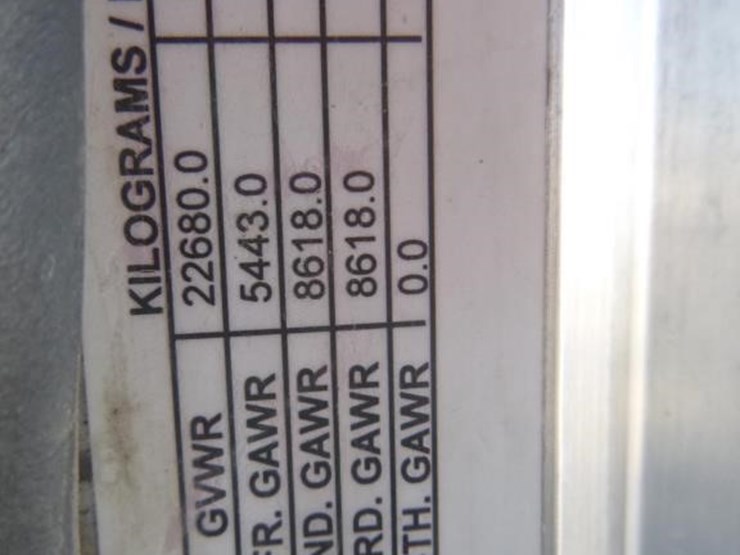 KILOGRAMS /
GVWR 22680.0
FR. GAWR 5443.0
ND. GAWR 8618.0
RD. GAWR 8618.0
TH. GAWR 0.0